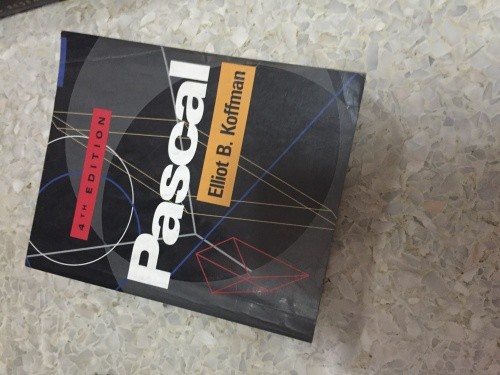 4TH EDITION
Pascal
Elliot B. Koffman